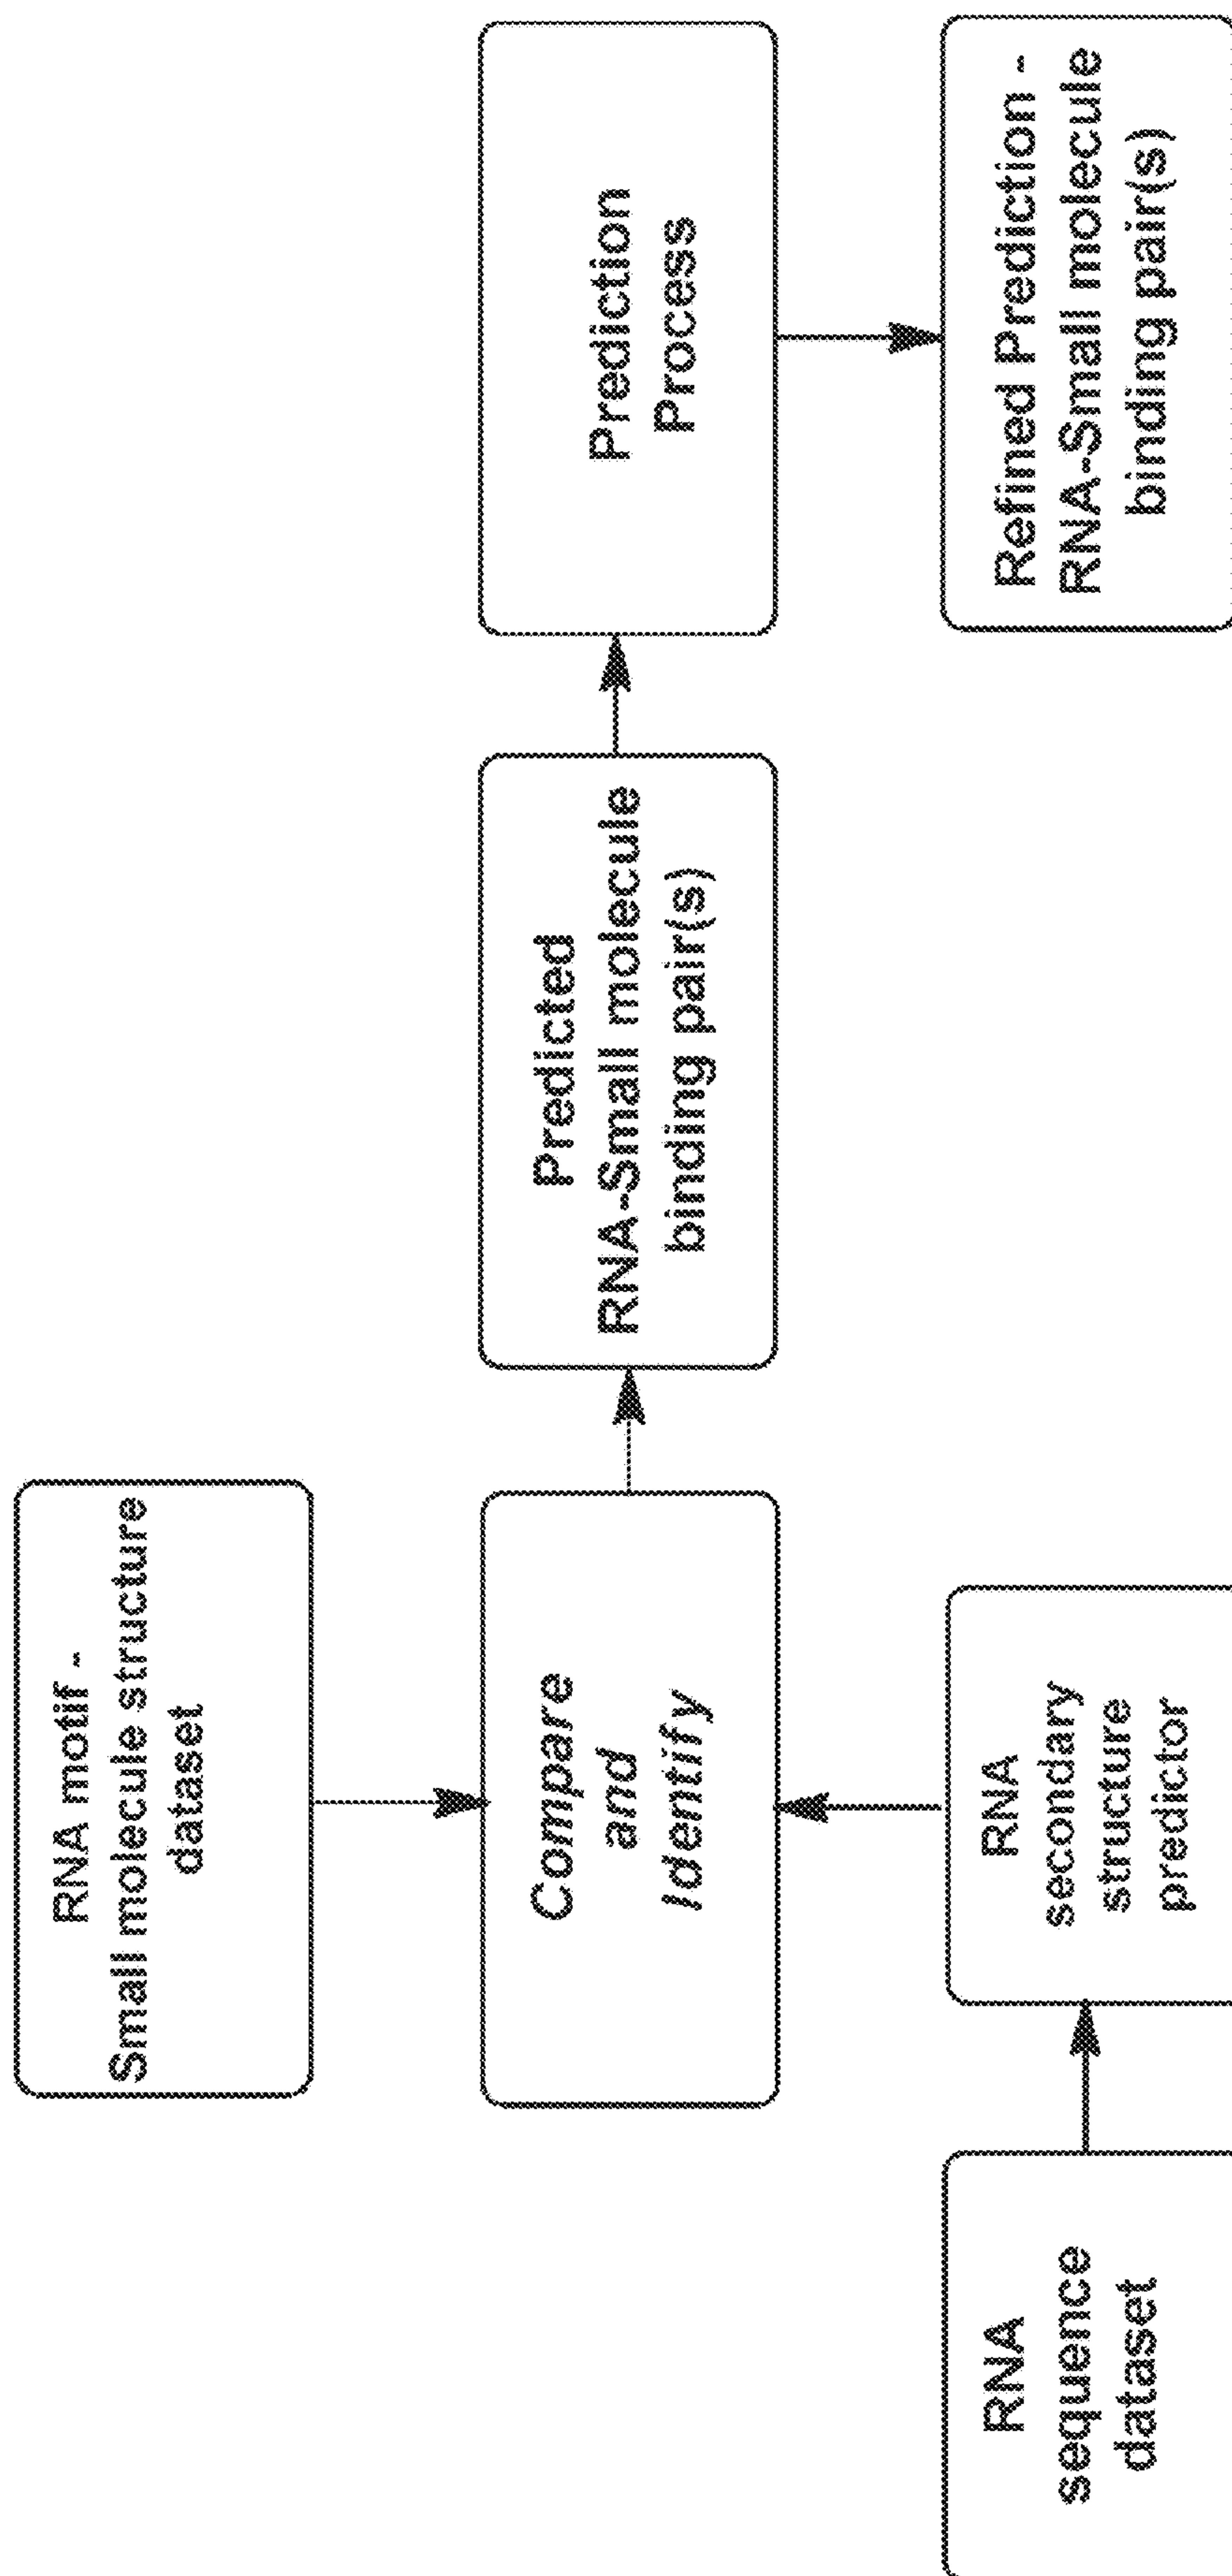 RNA motif -
Small molecule structure
dataset
Compare
and
Identify
Predicted
RNA-Small molecule
binding pair(s)
Prediction
Process
RNA
sequence
dataset
RNA
secondary
structure
predictor
Refined Prediction -
RNA-Small molecule
binding pair(s)